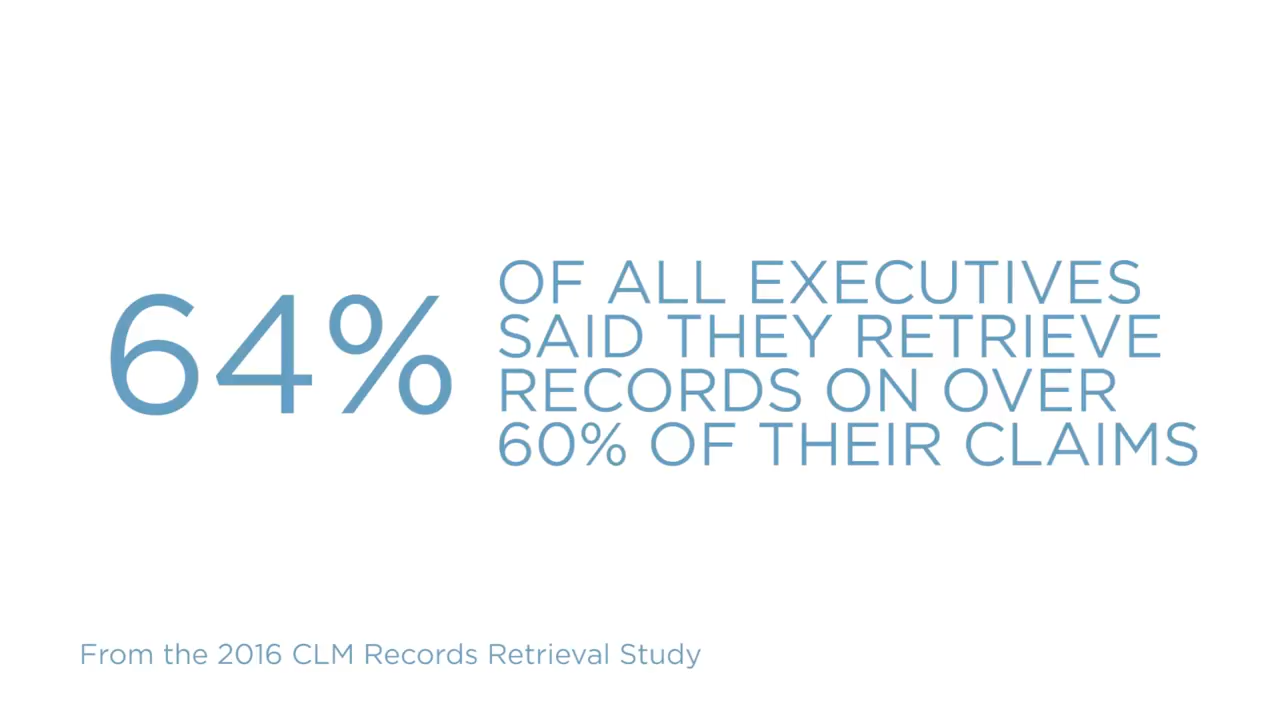 64%
OF ALL EXECUTIVES
SAID THEY RETRIEVE
RECORDS ON OVER
60% OF THEIR CLAIMS
From the 2016 CLM Records Retrieval Study